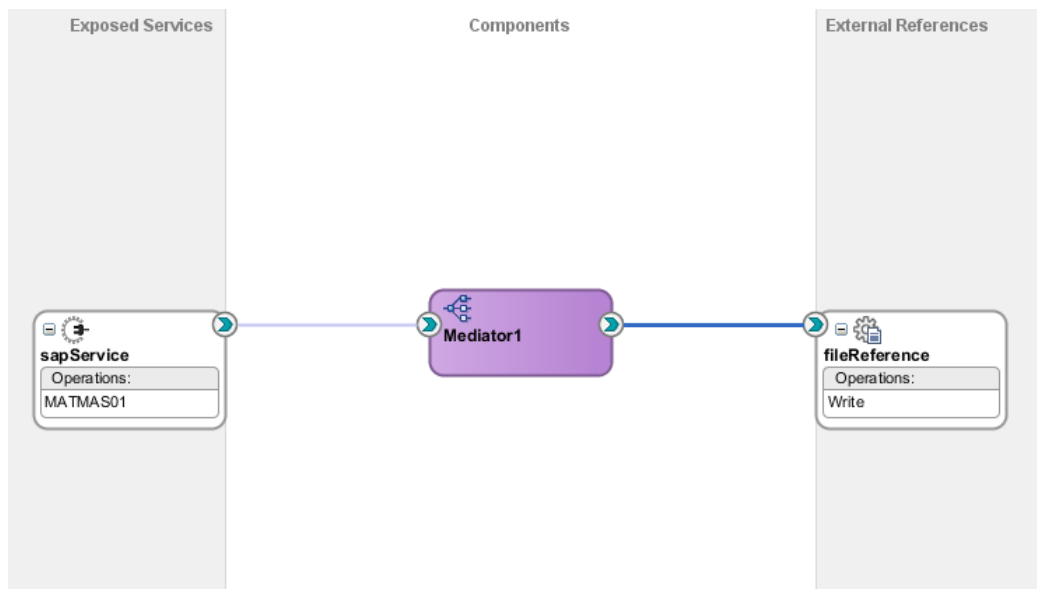 Exposed Services
Components
External References
sapService
Operations:
MATMAS01
Mediator1
fileReference
Operations:
Write